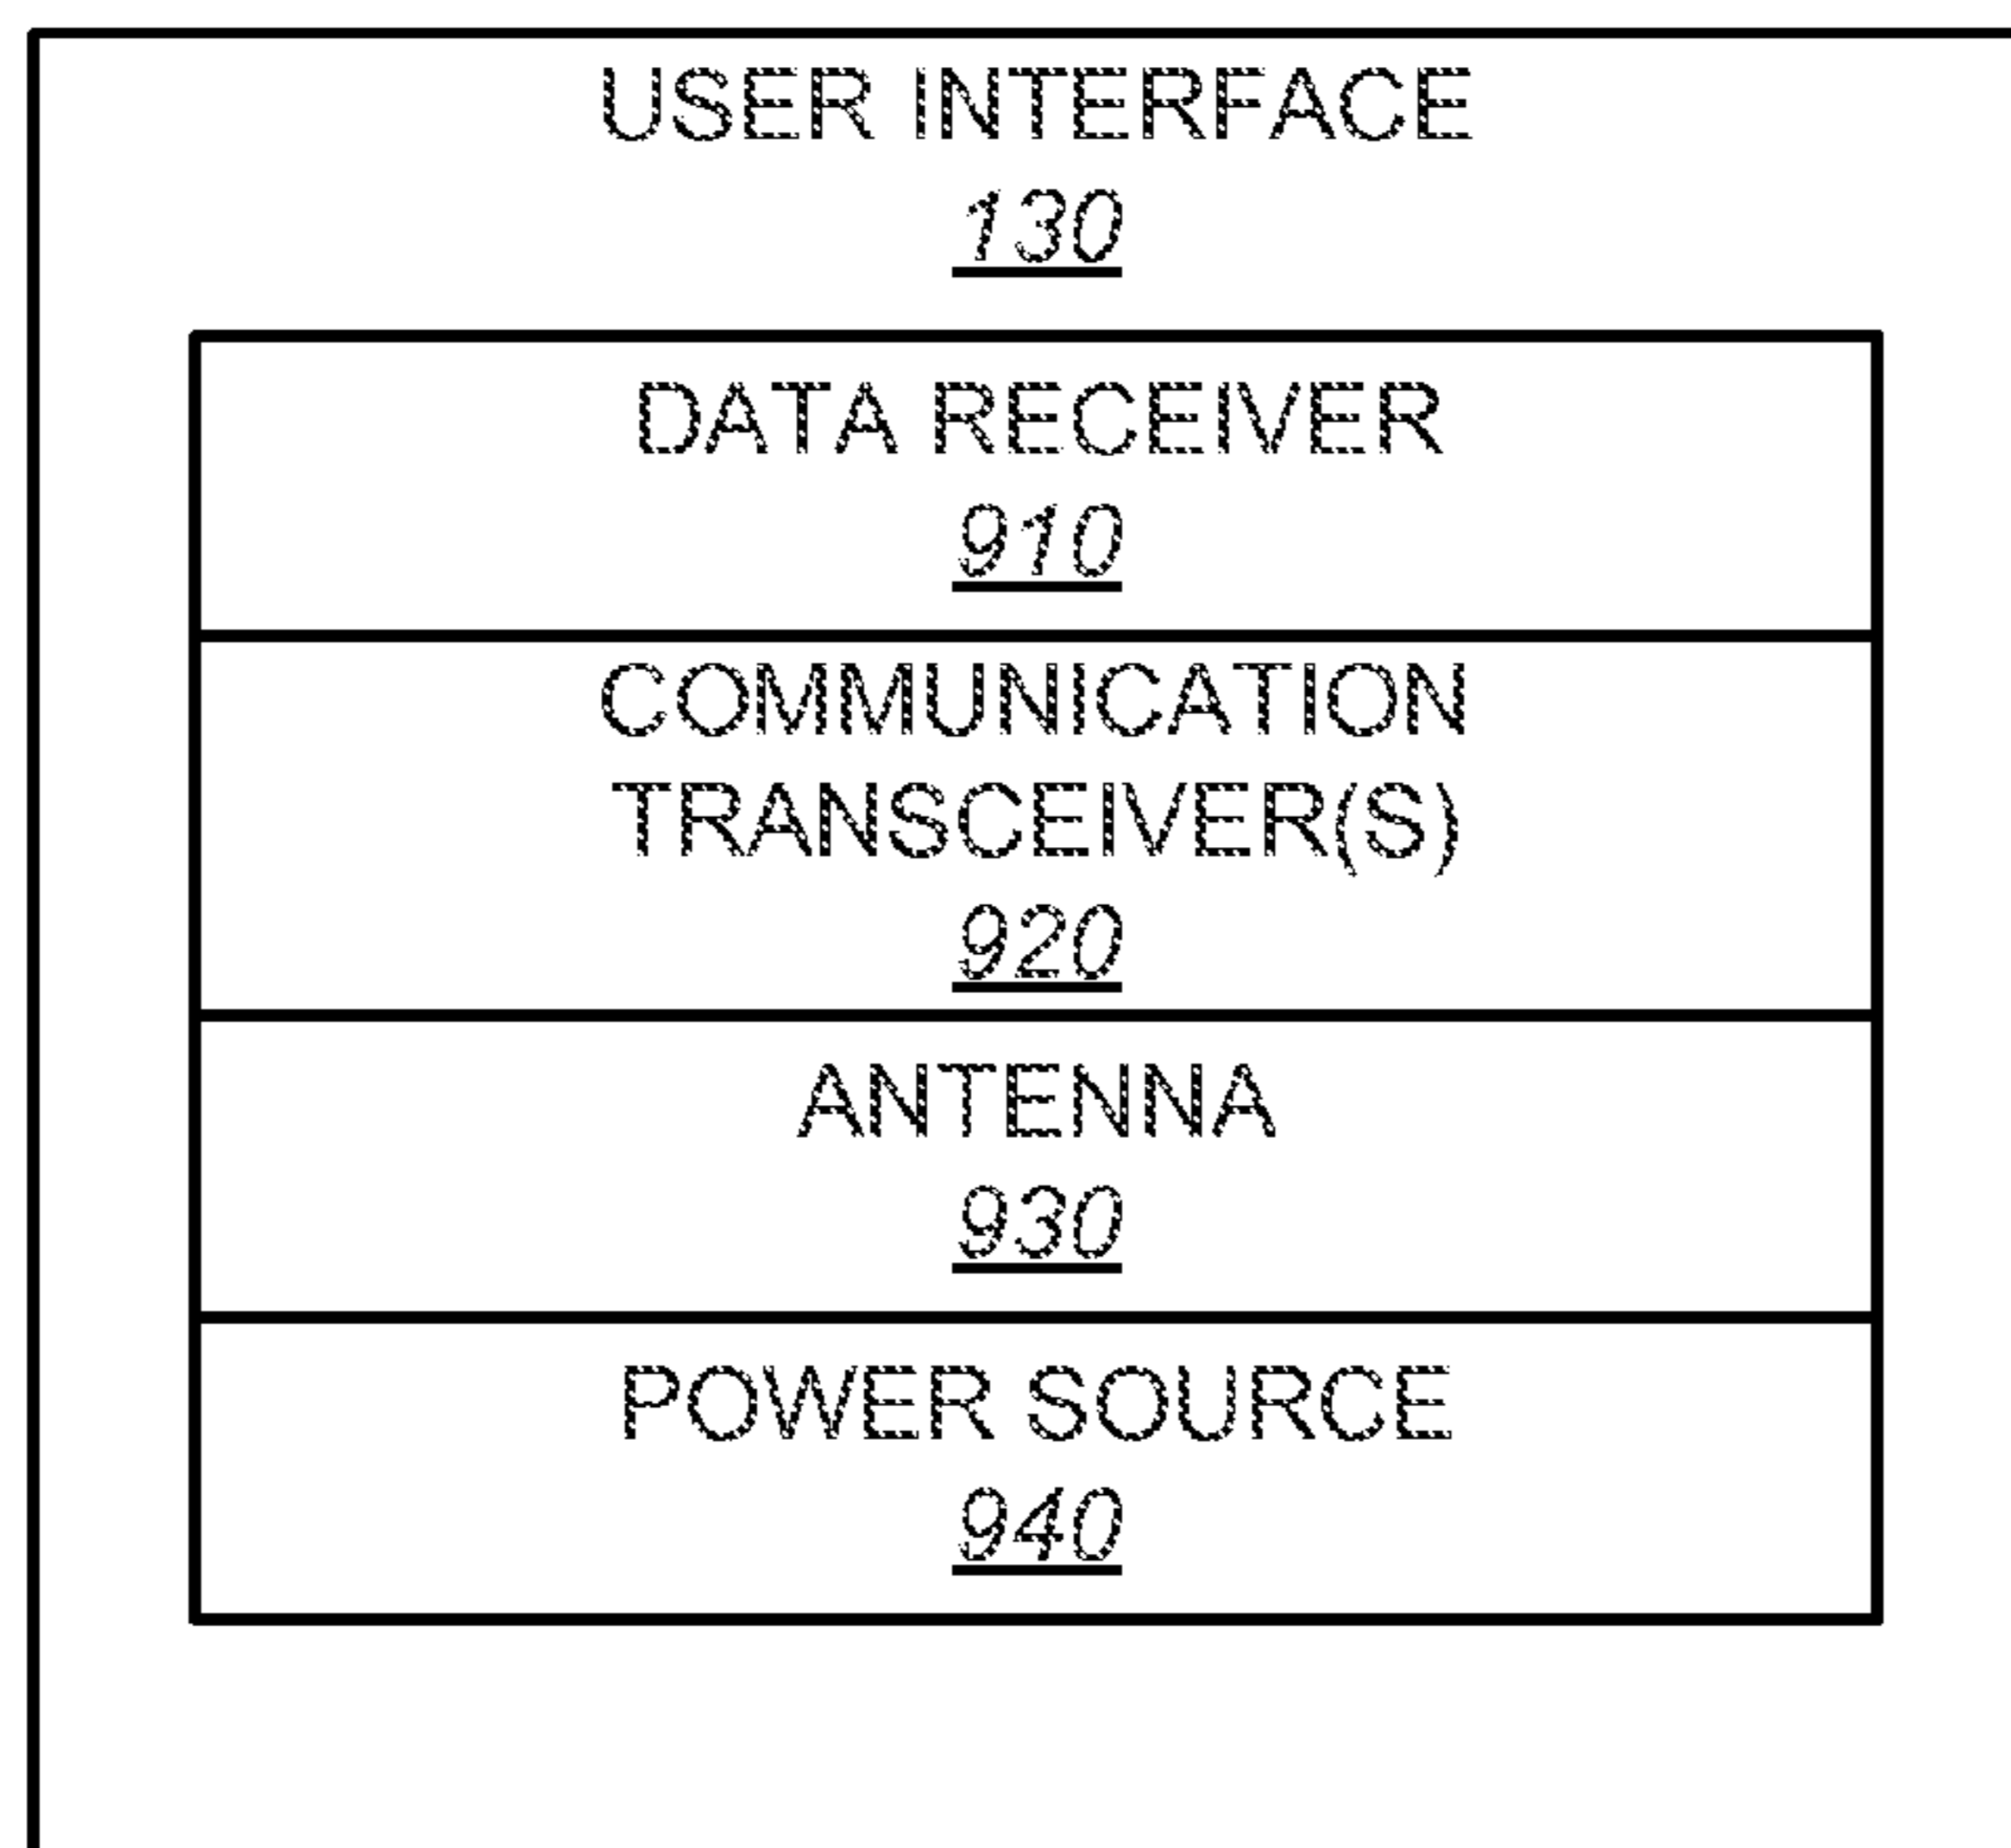 USER INTERFACE
130
DATA RECEIVER
910
COMMUNICATION
TRANSCEIVER(S)
920
ANTENNA
930
POWER SOURCE
940